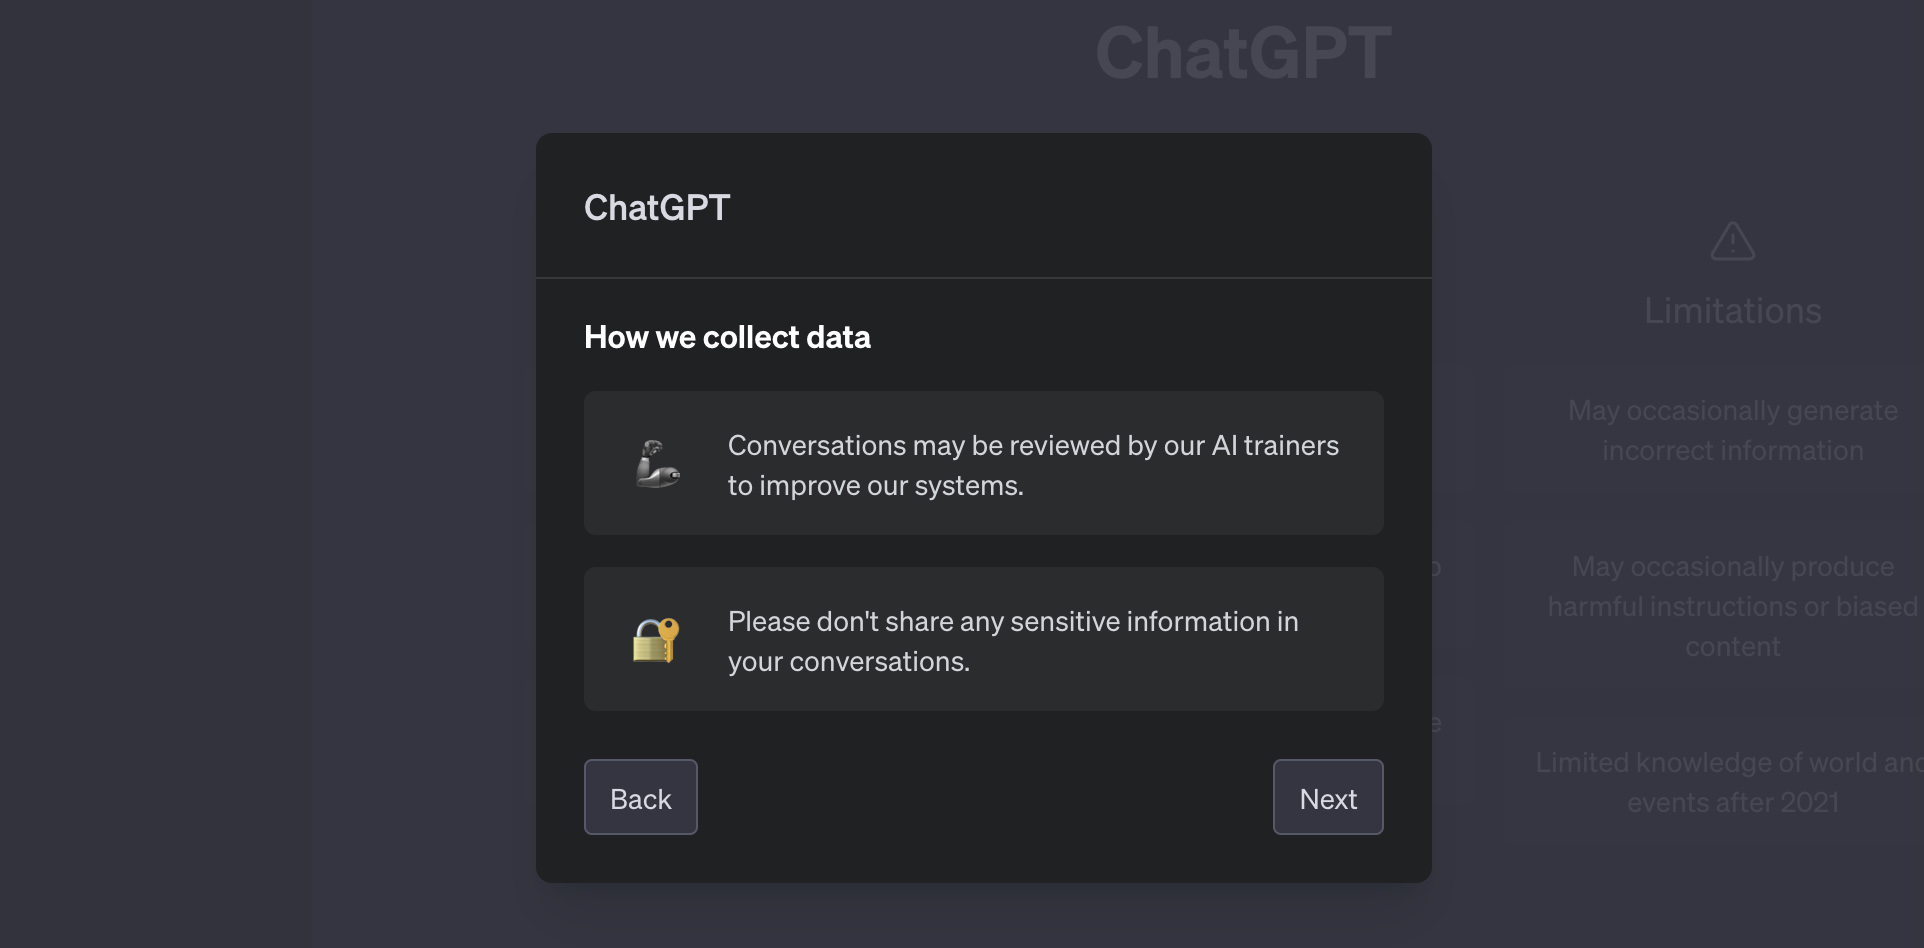 ChatGPT
ChatGPT
How we collect data
Conversations may be reviewed by our AI trainers
to improve our systems.
Please don't share any sensitive information in
your conversations.
Back
Next
Limitations
May occasionally generate
incorrect information
May occasionally produce
harmful instructions or biased
content
Limited knowledge of world and
events after 2021